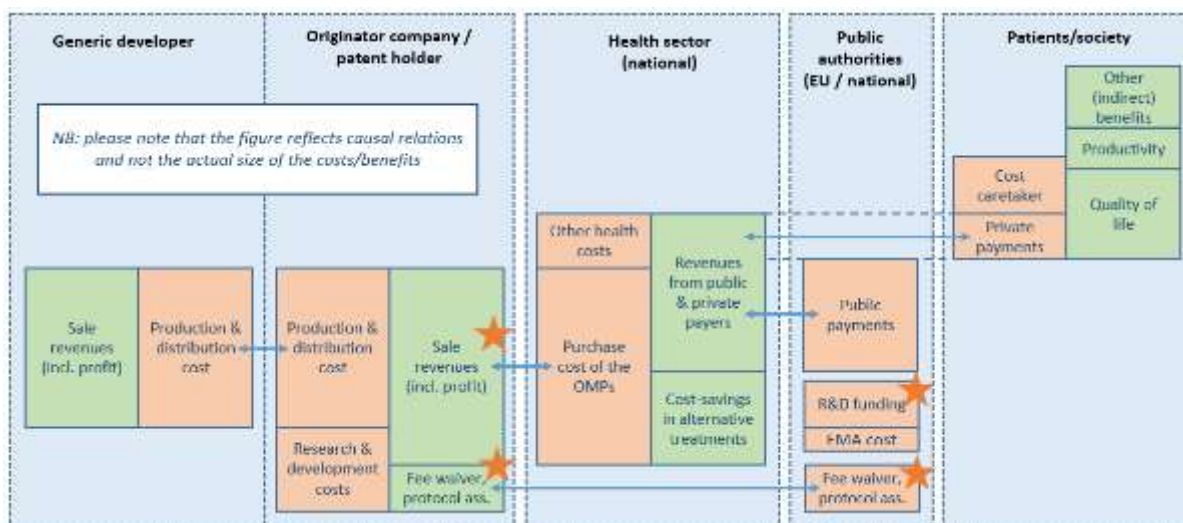 Generic developer
Originator company /
patent holder
Health sector
(national)
Public
authorities
(EU / national)
Patients/society
NB: please note that the figure reflects causal relations
and not the actual size of the costs/benefits
Sale
revenues
(incl. profit)
Production &
distribution
cost
Production &
distribution
cost
Research &
development
costs
Sale
revenues
(incl. profit)
Fee waiver,
protocol ass.
Other health
costs
Purchase
cost of the
OMPs
Revenues
from public
& private
payers
Cost-savings
in alternative
treatments
Public
payments
R&D funding
EMA cost
Fee waiver,
protocol ass.
Cost
caretaker
Private
payments
Other
(indirect)
benefits
Productivity
Quality of
life